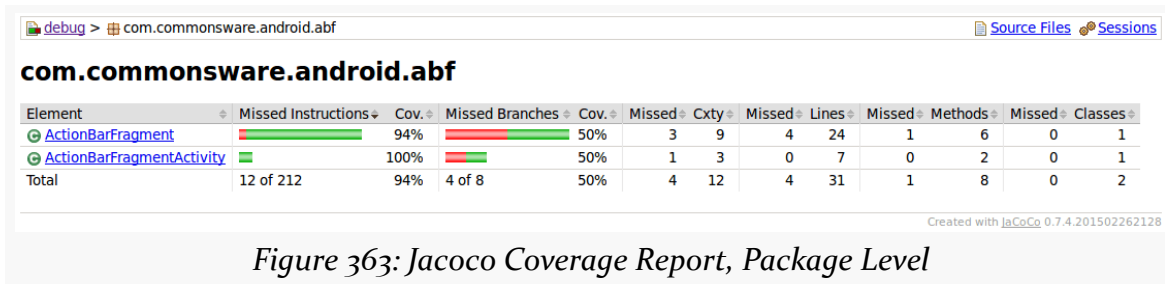 debug > com.commonsware.android.abf Source Files Sessions
com.commonsware.android.abf
Element Missed Instructions Cov. Missed Branches Cov. Missed Cxty Missed Lines Missed Methods Missed Classes
ActionBarFragment 94% 50% 3 9 4 24 1 6 0 1
ActionBarFragmentActivity 100% 50% 1 3 0 7 0 2 0 1
Total 12 of 212 94% 4 of 8 50% 4 12 4 31 1 8 0 2
Created with JaCoCo 0.7.4.201502262128
Figure 363: Jacoco Coverage Report, Package Level